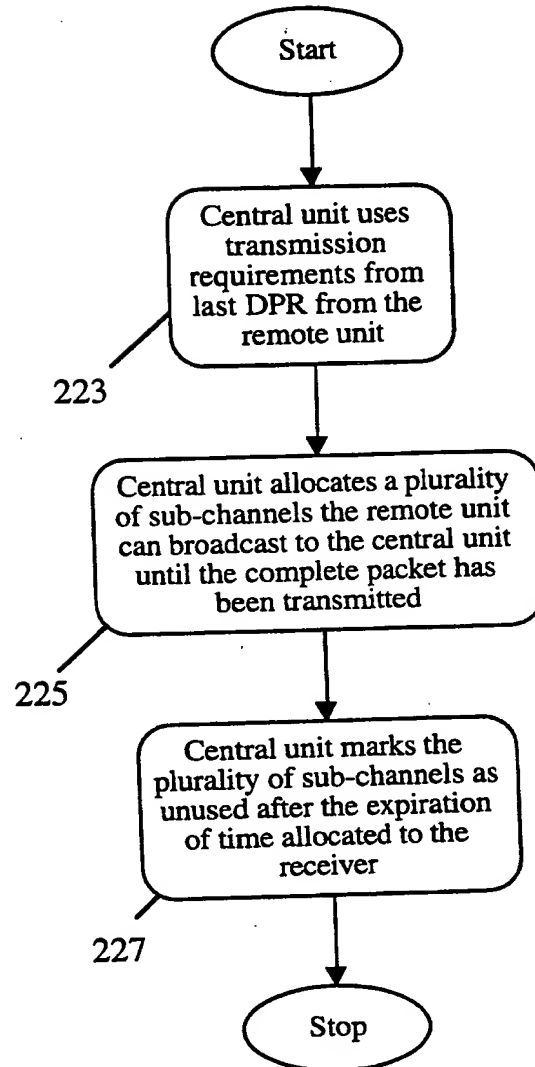 Start
Central unit uses
transmission
requirements from
last DPR from the
remote unit
223
Central unit allocates a plurality
of sub-channels the remote unit
can broadcast to the central unit
until the complete packet has
been transmitted
225
Central unit marks the
plurality of sub-channels as
unused after the expiration
of time allocated to the
receiver
227
Stop